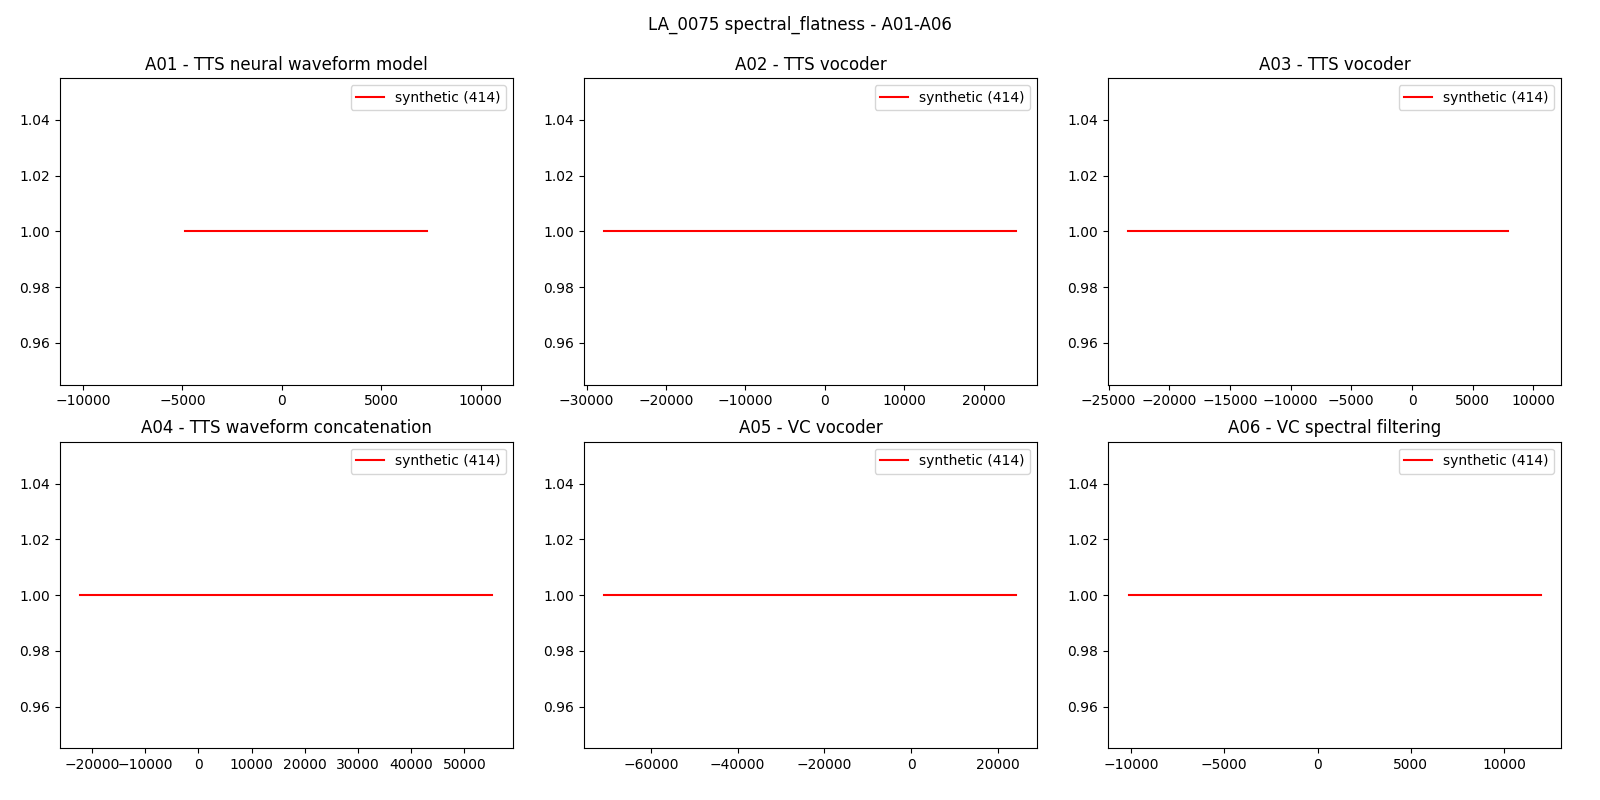 LA_0075 spectral_flatness - A01-A06
A01 - TTS neural waveform model
synthetic (414)
1.04
1.02
1.00
0.98
0.96
−10000 −5000 0 5000 10000
A02 - TTS vocoder
synthetic (414)
1.04
1.02
1.00
0.98
0.96
−30000 −20000 −10000 0 10000 20000
A03 - TTS vocoder
synthetic (414)
1.04
1.02
1.00
0.98
0.96
−25000 −20000 −15000 −10000 −5000 0 5000 10000
A04 - TTS waveform concatenation
synthetic (414)
1.04
1.02
1.00
0.98
0.96
−20000 −10000 0 10000 20000 30000 40000 50000
A05 - VC vocoder
synthetic (414)
1.04
1.02
1.00
0.98
0.96
−60000 −40000 −20000 0 20000
A06 - VC spectral filtering
synthetic (414)
1.04
1.02
1.00
0.98
0.96
−10000 −5000 0 5000 10000